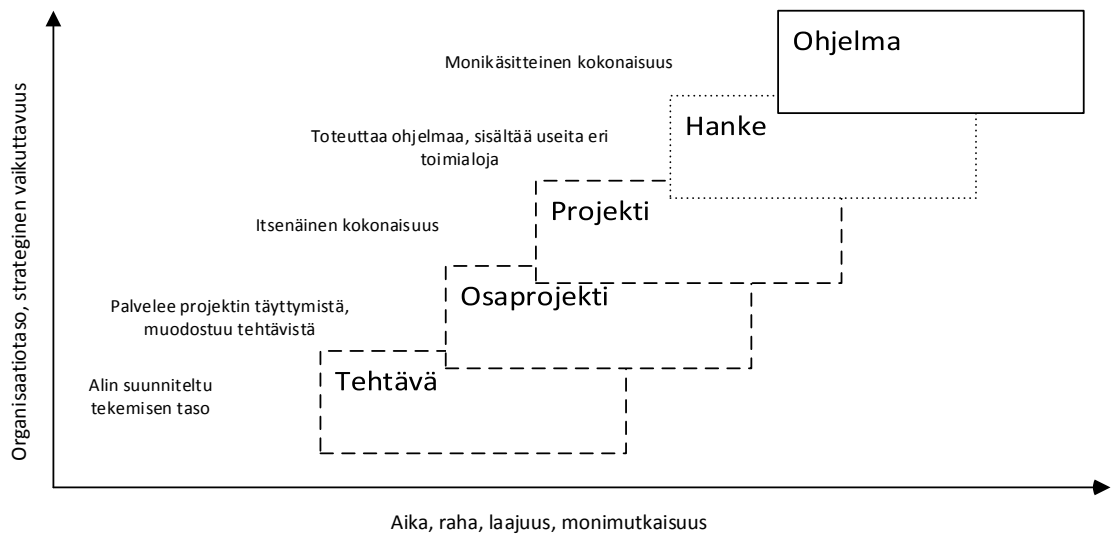 Ohjelma
Monikäsitteinen kokonaisuus
Hanke
Toteuttaa ohjelmaa, sisältää useita eri
toimialoja
Projekti
Itsenäinen kokonaisuus
Osaprojekti
Palvelee projektin täyttymistä,
muodostuu tehtävistä
Tehtävä
Alin suunniteltu
tekemisen taso
Organisaatiotaso, strateginen vaikuttavuus
Aika, raha, laajuus, monimutkaisuus